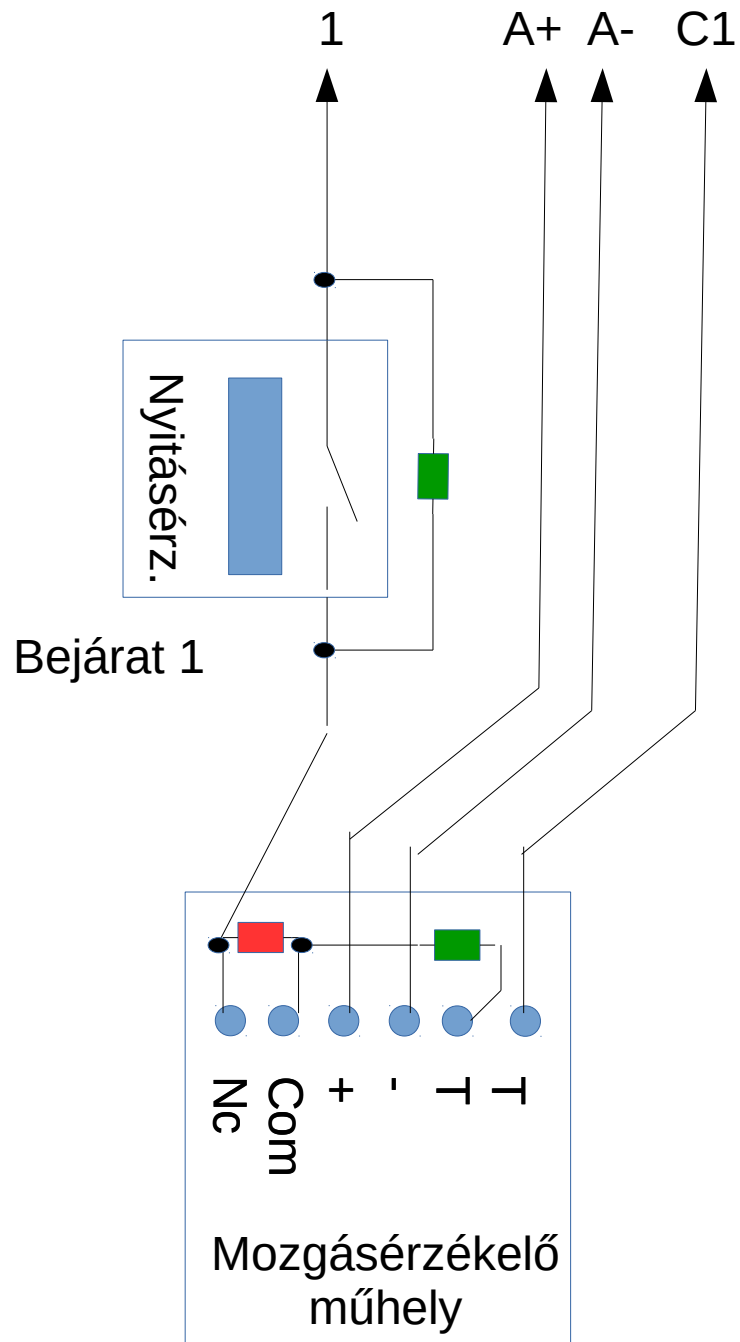 1
A+ A- C1
Nyitásérz.
Bejárat 1
Nc
Com
+
-
T
T
Mozgásérzékelő
műhely